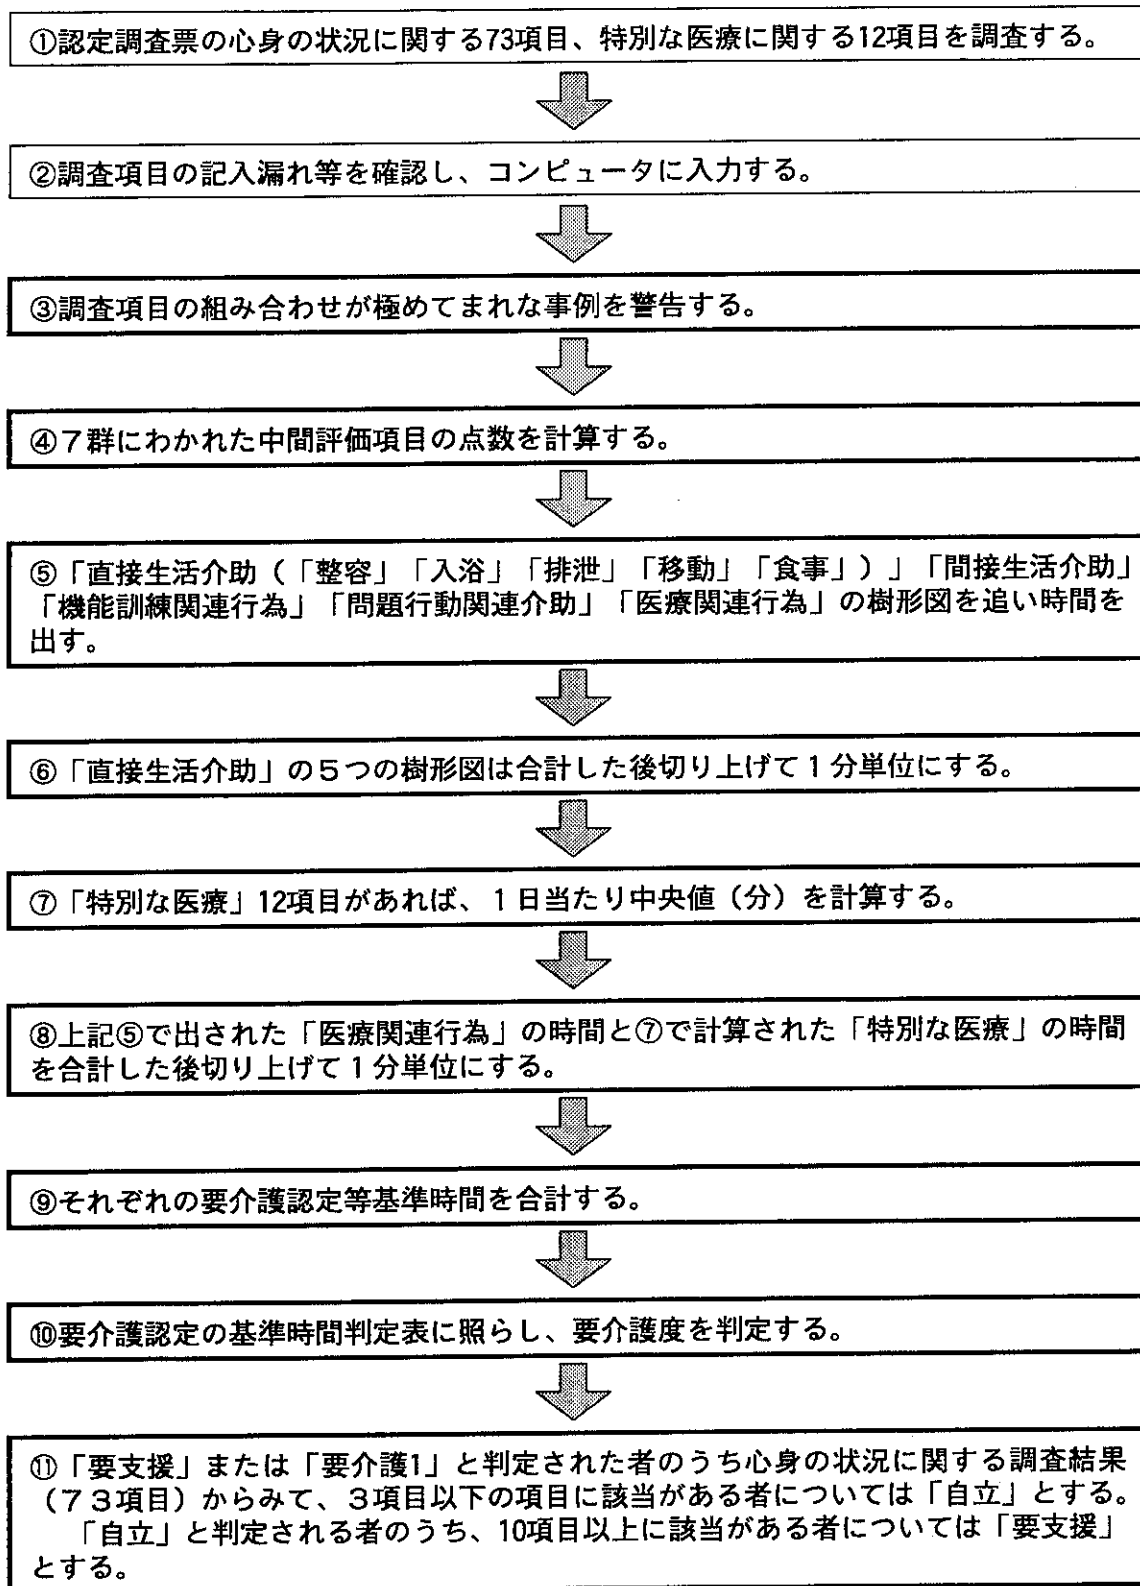 ①認定調査票の心身の状況に関する73項目、特別な医療に関する12項目を調査する。
②調査項目の記入漏れ等を確認し、コンピュータに入力する。
③調査項目の組み合わせが極めてまれな事例を警告する。
④７群にわかれた中間評価項目の点数を計算する。
⑤「直接生活介助（「整容」「入浴」「排泄」「移動」「食事」）」「間接生活介助」
「機能訓練関連行為」「問題行動関連介助」「医療関連行為」の樹形図を追い時間を
出す。
⑥「直接生活介助」の５つの樹形図は合計した後切り上げて１分単位にする。
⑦「特別な医療」12項目があれば、１日当たり中央値（分）を計算する。
⑧上記⑤で出された「医療関連行為」の時間と⑦で計算された「特別な医療」の時間
を合計した後切り上げて１分単位にする。
⑨それぞれの要介護認定等基準時間を合計する。
⑩要介護認定の基準時間判定表に照らし、要介護度を判定する。
⑪「要支援」または「要介護1」と判定された者のうち心身の状況に関する調査結果
（７３項目）からみて、３項目以下の項目に該当がある者については「自立」とする。
「自立」と判定される者のうち、10項目以上に該当がある者については「要支援」
とする。